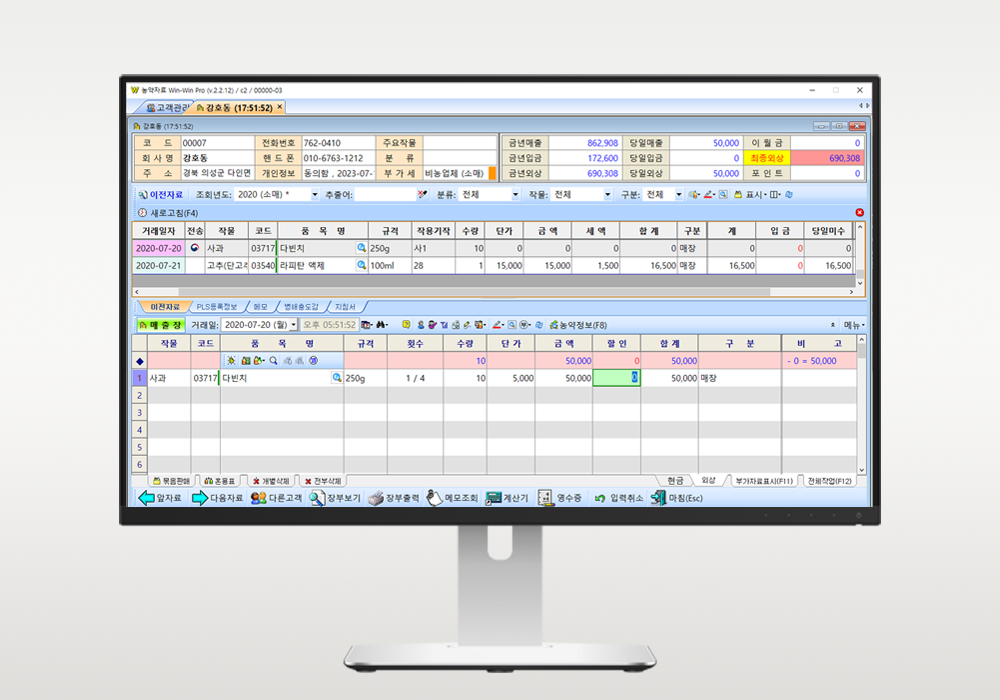 농약자료 Win-Win Pro (v.2.2.12) / c2 / 00000-03
고객관리 강호동 (17:51:52) ×
강호동 (17:51:52)
코 드 00007 전화번호 762-0410 주요작물 금년매출 862,908 당일매출 50,000 이 월 금 0
회 사 명 강호동 핸 드 폰 010-6763-1212 분 류 금년입금 172,600 당일입금 0 최종외상 690,308
주 소 경북 의성군 다인면 개인정보 동의함 , 2023-07- 부 가 세 비농업체 (소매) 금년외상 690,308 당일외상 50,000 포 인 트 0
이전자료 조회년도: 2020 (소매) * 추출어: 분류: 전체 작물: 전체 구분: 전체 표시
새로고침(F4)
거래일자 전송 작물 코드 품 목 명 규격 작용기작 수량 단가 금 액 세 액 합 계 구분 계 입 금 당일미수
2020-07-20 사과 03717 다빈치 250g 사1 10 0 0 0 0 매장 0 0 0
2020-07-21 고추(단고추 03540 라피탄 액제 100ml 28 1 15,000 15,000 1,500 16,500 매장 16,500 0 16,500
이전자료 PLS등록정보 메모 병해충도감 지침서
매 출 장 거래일: 2020-07-20 (월) 오후 05:51:52 농약정보(F8) 메뉴
작물 코드 품 목 명 규격 횟수 수량 단 가 금 액 할 인 합 계 구 분 비 고
10 50,000 0 50,000 - 0 = 50,000
1 사과 03717 다빈치 250g 1 / 4 10 5,000 50,000 0 50,000 매장
2
3
4
5
6
묶음판매 혼용표 개별삭제 전부삭제 현금 외상 부가자료표시(F11) 전체작업(F12)
앞자료 다음자료 다른고객 장부보기 장부출력 메모조회 계산기 영수증 입력취소 마침(Esc)